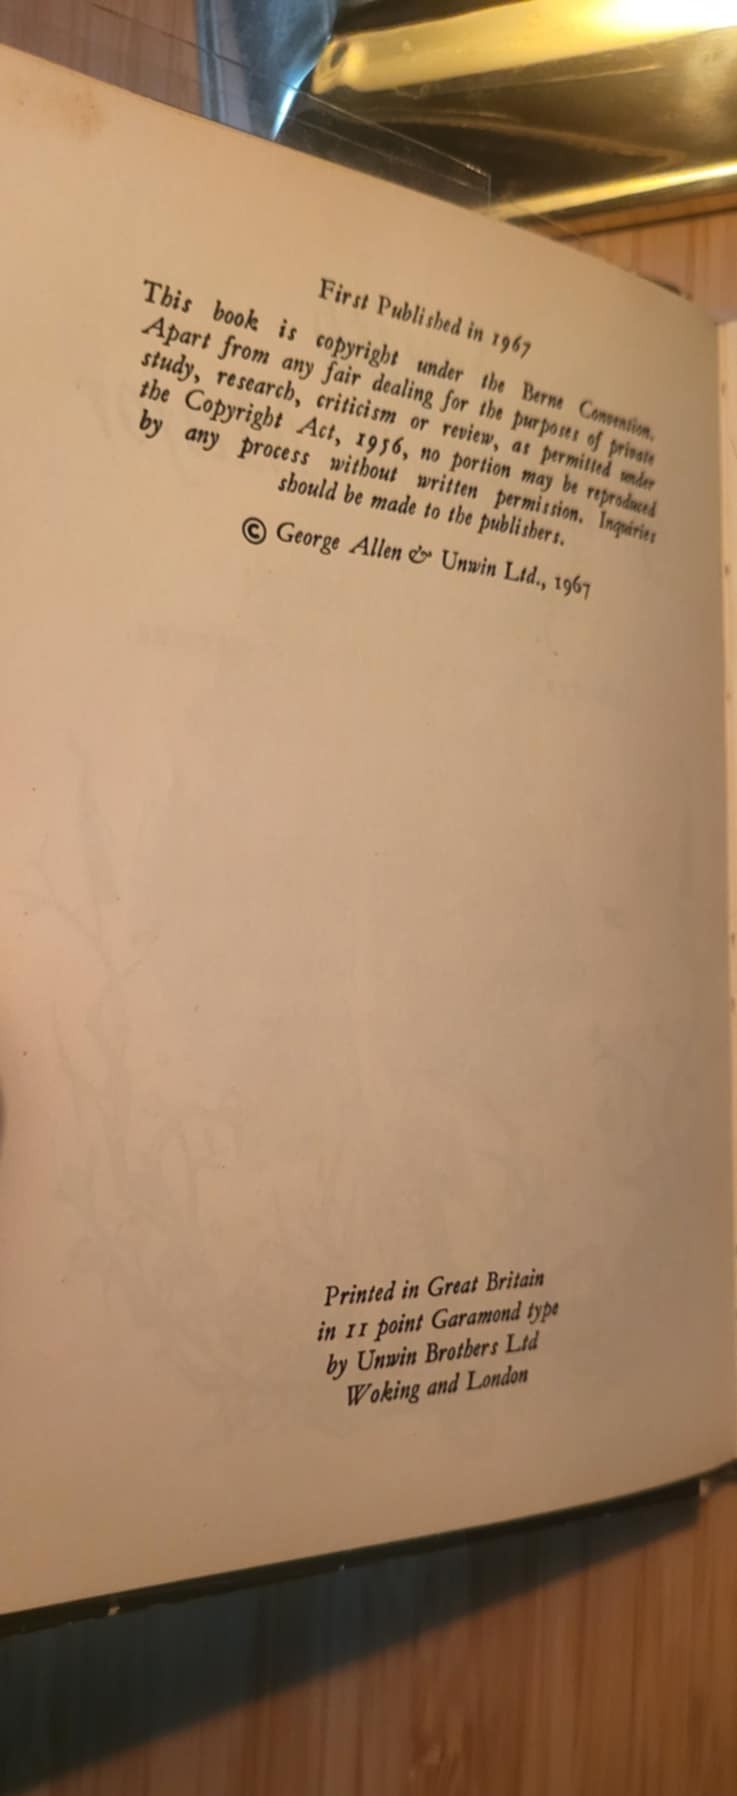 First Published in 1967
This book is copyright under the Berne Convention.
Apart from any fair dealing for the purposes of private
study, research, criticism or review, as permitted under
the Copyright Act, 1956, no portion may be reproduced
by any process without written permission. Inquiries
should be made to the publishers.
© George Allen & Unwin Ltd., 1967
Printed in Great Britain
in 11 point Garamond type
by Unwin Brothers Ltd
Woking and London